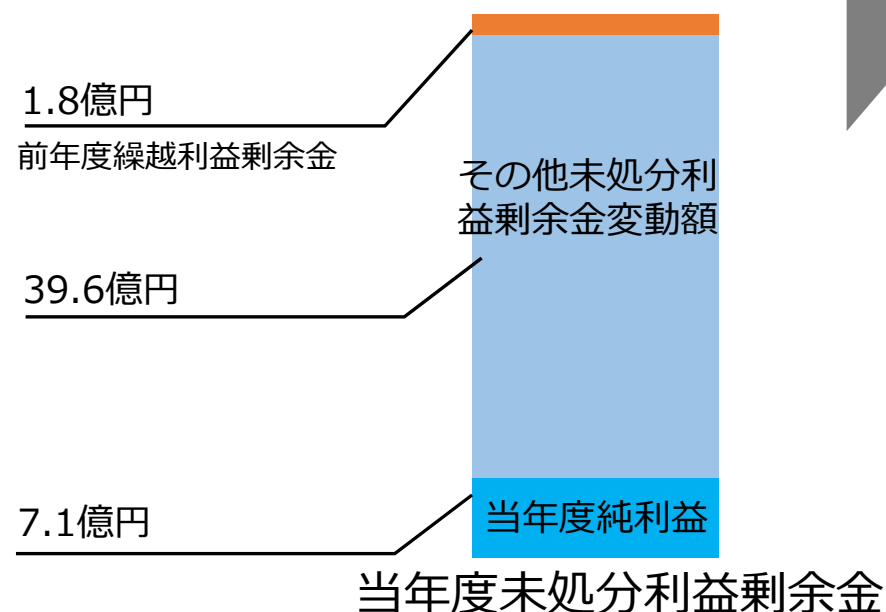 1.8億円
前年度繰越利益剰余金
その他未処分利
益剰余金変動額
39.6億円
7.1億円
当年度純利益
当年度未処分利益剰余金